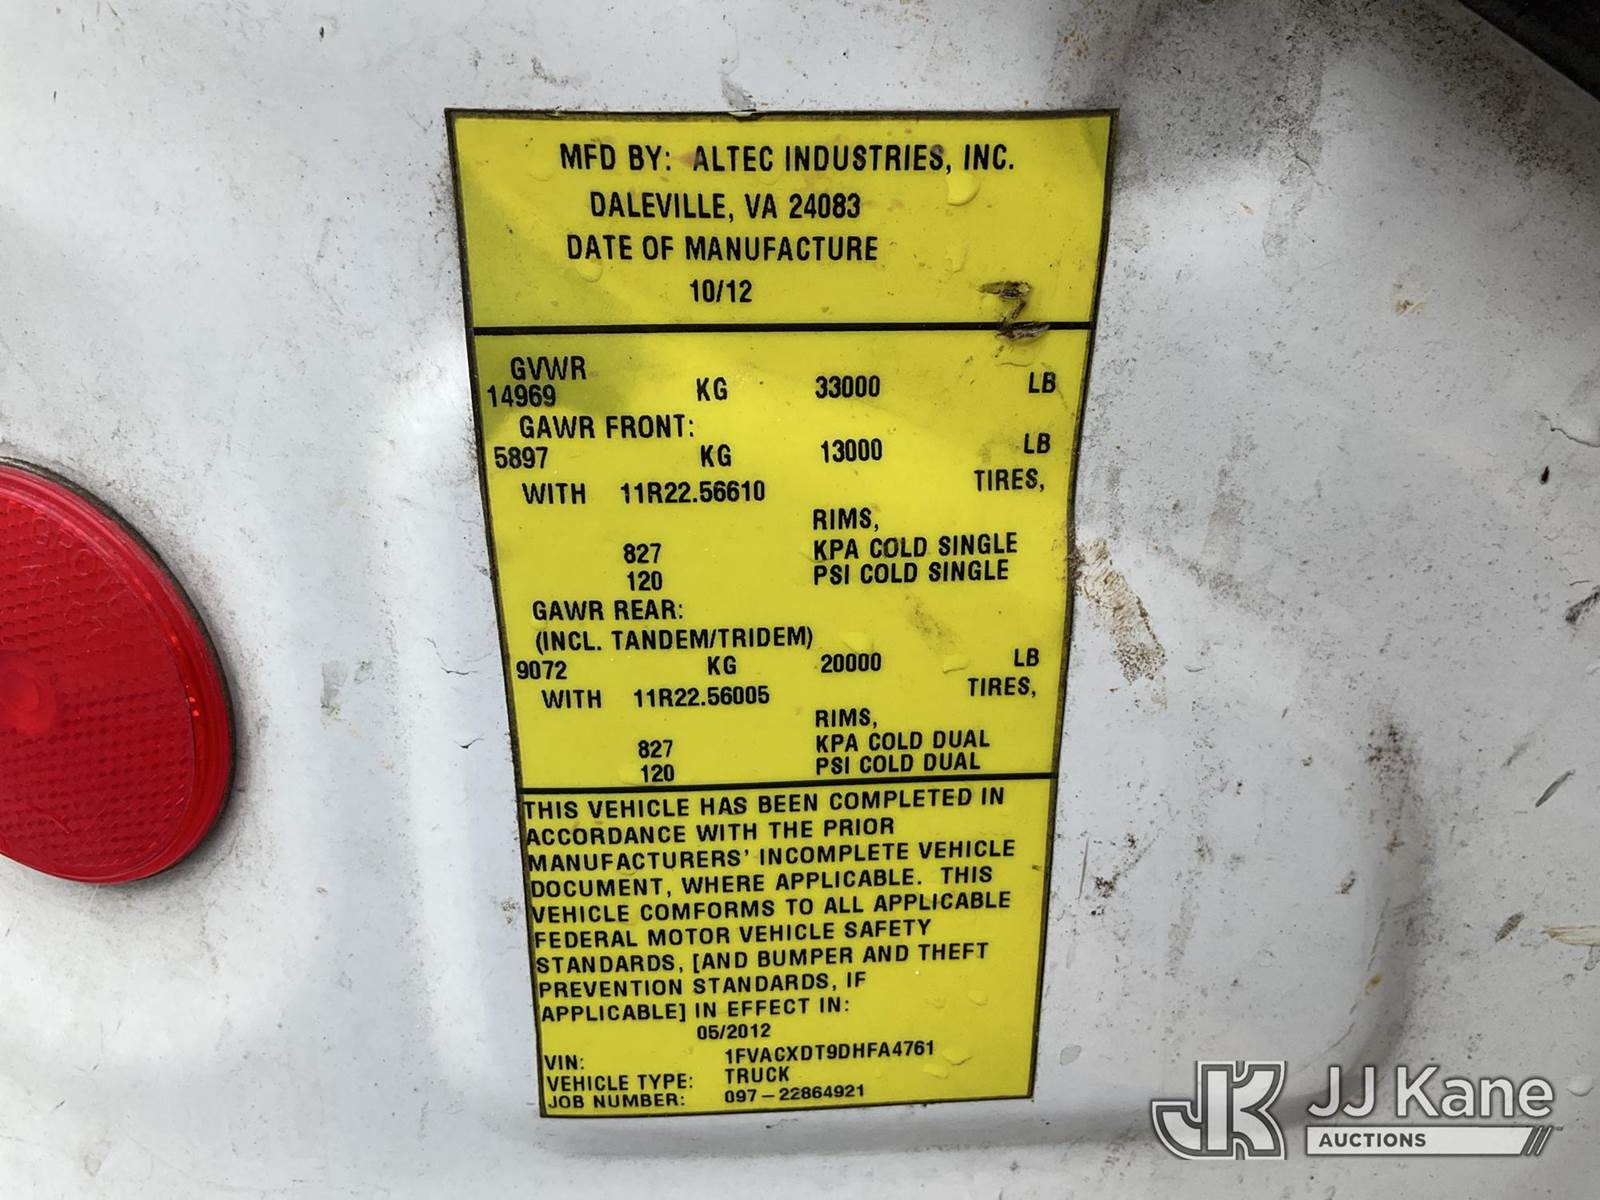 MFD BY: ALTEC INDUSTRIES, INC.
DALEVILLE, VA 24083
DATE OF MANUFACTURE
10/12
GVWR
14969 KG 33000 LB
GAWR FRONT:
5897 KG 13000 LB
WITH 11R22.56610 TIRES,
RIMS,
827 KPA COLD SINGLE
120 PSI COLD SINGLE
GAWR REAR:
(INCL. TANDEM/TRIDEM)
9072 KG 20000 LB
WITH 11R22.56005 TIRES,
RIMS,
827 KPA COLD DUAL
120 PSI COLD DUAL
THIS VEHICLE HAS BEEN COMPLETED IN
ACCORDANCE WITH THE PRIOR
MANUFACTURERS' INCOMPLETE VEHICLE
DOCUMENT, WHERE APPLICABLE. THIS
VEHICLE COMFORMS TO ALL APPLICABLE
FEDERAL MOTOR VEHICLE SAFETY
STANDARDS, [AND BUMPER AND THEFT
PREVENTION STANDARDS, IF
APPLICABLE] IN EFFECT IN:
05/2012
VIN: 1FVACXDT9DHFA4761
VEHICLE TYPE: TRUCK
JOB NUMBER: 097-22864921
JK JJ Kane
AUCTIONS